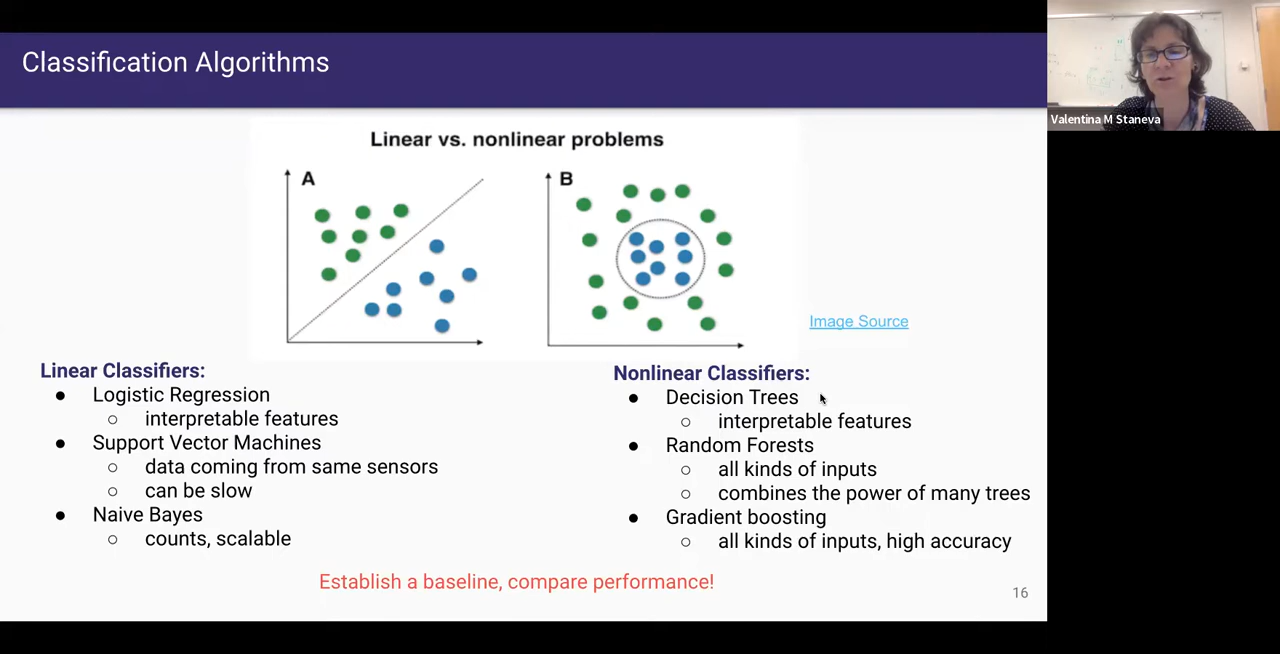 Classification Algorithms
Valentina M Staneva
Linear vs. nonlinear problems
A
B
Image Source
Linear Classifiers:
● Logistic Regression
○ interpretable features
● Support Vector Machines
○ data coming from same sensors
○ can be slow
● Naive Bayes
○ counts, scalable
Nonlinear Classifiers:
● Decision Trees
○ interpretable features
● Random Forests
○ all kinds of inputs
○ combines the power of many trees
● Gradient boosting
○ all kinds of inputs, high accuracy
Establish a baseline, compare performance!
16